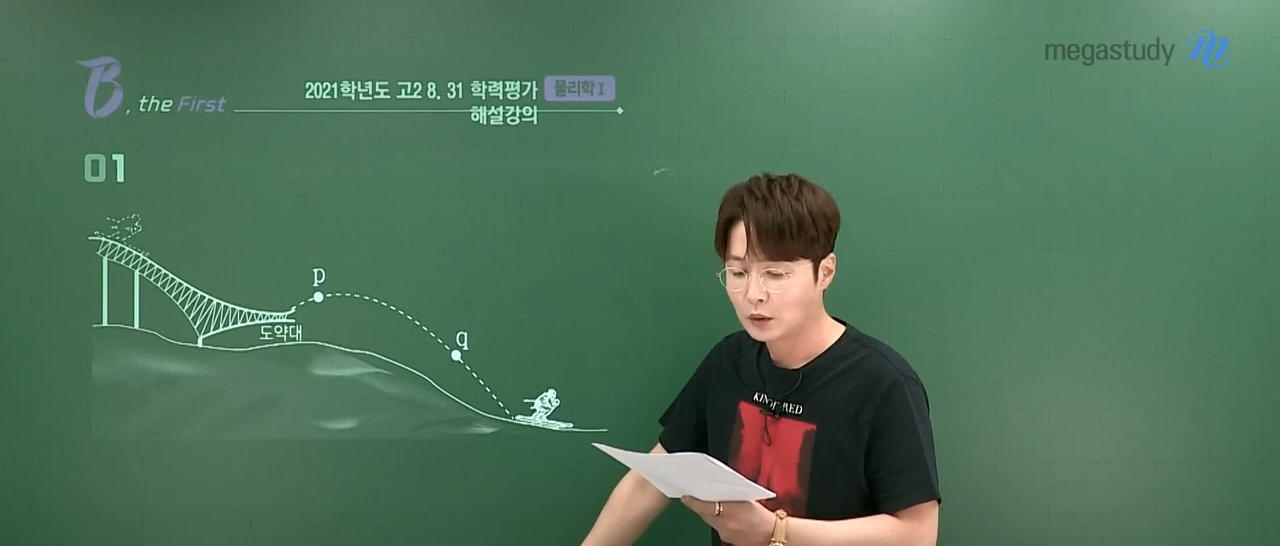 megastudy
B, the First
2021학년도 고2 8. 31 학력평가 물리학 I
해설강의
01
p
q
도약대